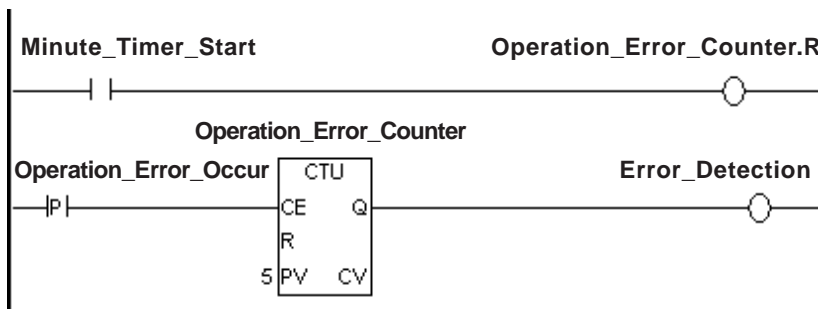 Minute_Timer_Start Operation_Error_Counter.R
Operation_Error_Counter
Operation_Error_Occur CTU Error_Detection
P CE Q
R
5 PV CV